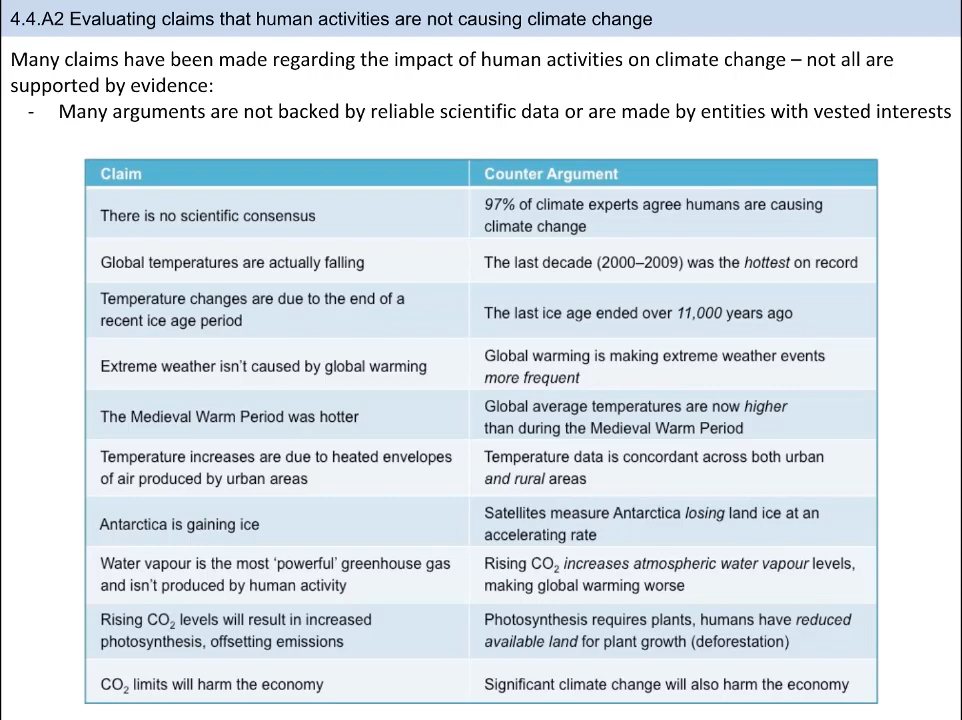 4.4.A2 Evaluating claims that human activities are not causing climate change
Many claims have been made regarding the impact of human activities on climate change – not all are
supported by evidence:
- Many arguments are not backed by reliable scientific data or are made by entities with vested interests
Claim
Counter Argument
There is no scientific consensus
97% of climate experts agree humans are causing
climate change
Global temperatures are actually falling
The last decade (2000–2009) was the hottest on record
Temperature changes are due to the end of a
recent ice age period
The last ice age ended over 11,000 years ago
Extreme weather isn't caused by global warming
Global warming is making extreme weather events
more frequent
The Medieval Warm Period was hotter
Global average temperatures are now higher
than during the Medieval Warm Period
Temperature increases are due to heated envelopes
of air produced by urban areas
Temperature data is concordant across both urban
and rural areas
Antarctica is gaining ice
Satellites measure Antarctica losing land ice at an
accelerating rate
Water vapour is the most 'powerful' greenhouse gas
and isn't produced by human activity
Rising CO₂ increases atmospheric water vapour levels,
making global warming worse
Rising CO₂ levels will result in increased
photosynthesis, offsetting emissions
Photosynthesis requires plants, humans have reduced
available land for plant growth (deforestation)
CO₂ limits will harm the economy
Significant climate change will also harm the economy